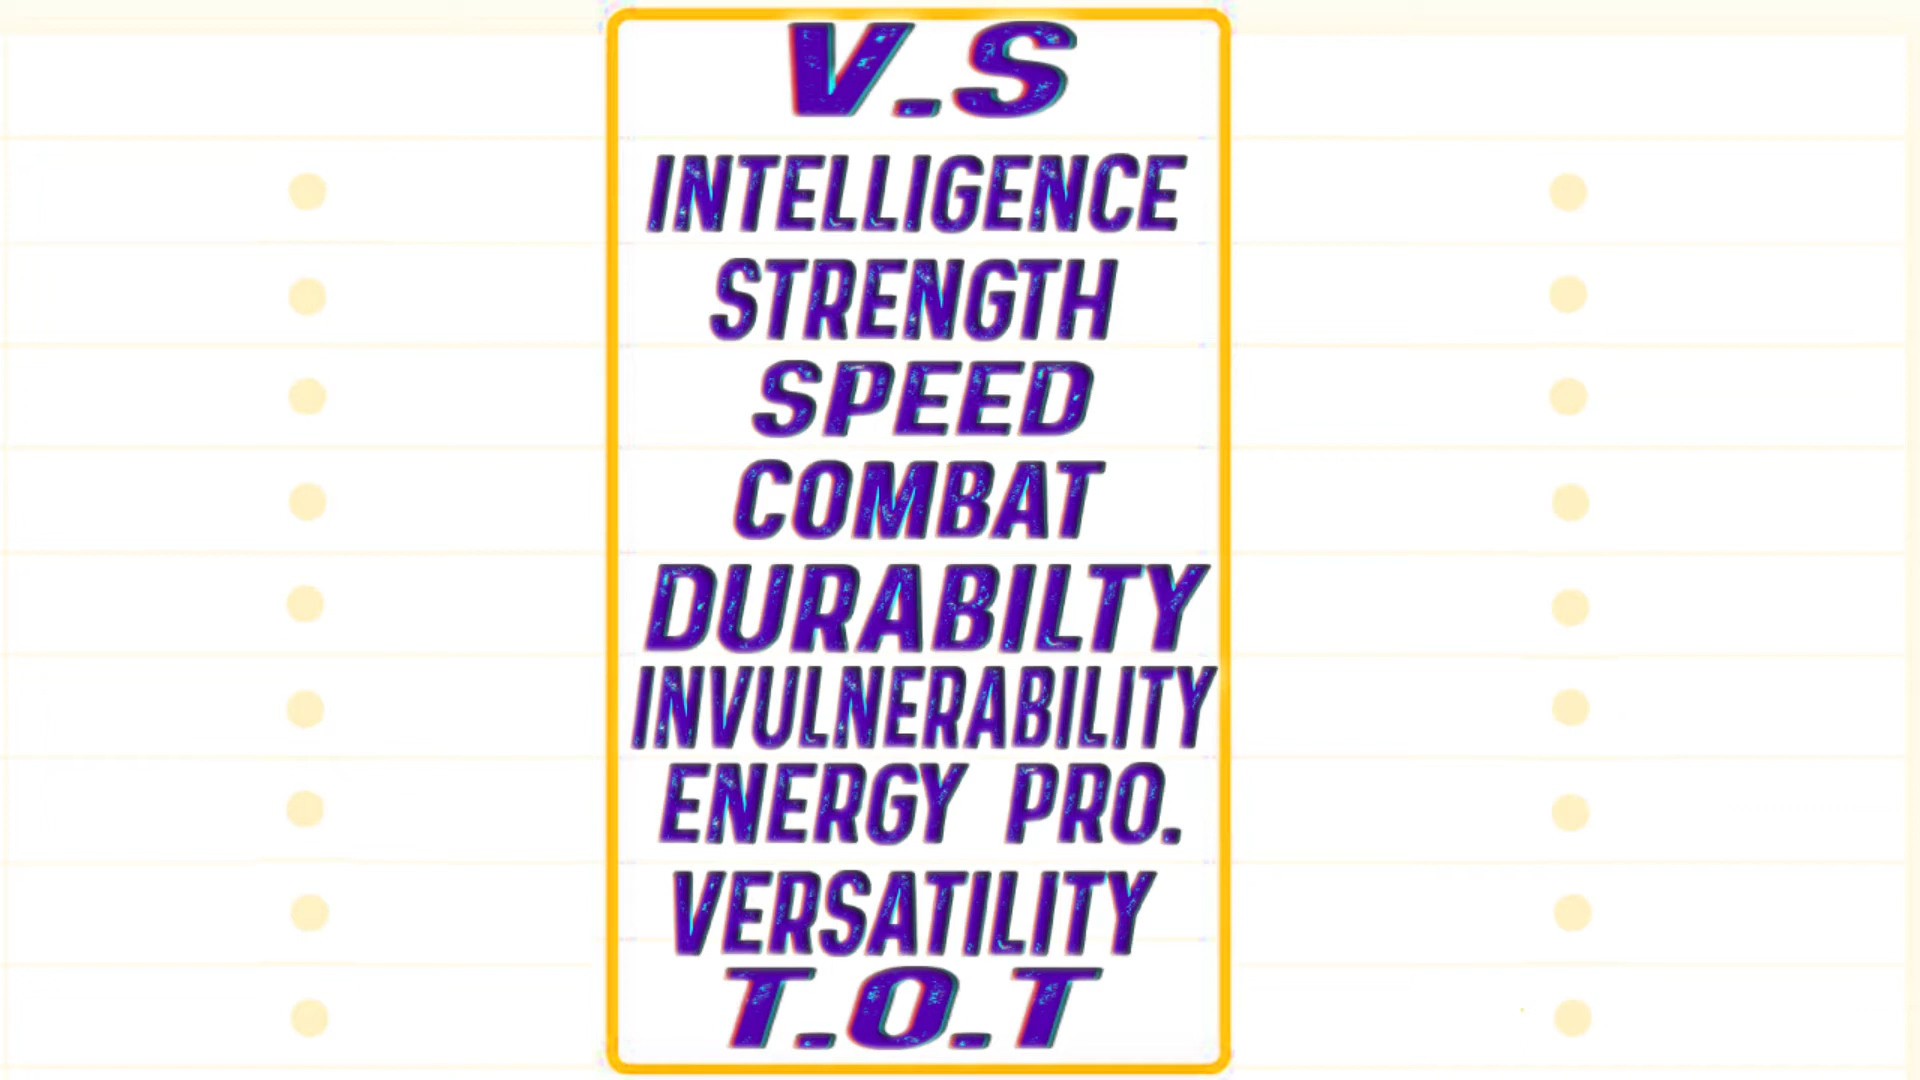 V.S
INTELLIGENCE
STRENGTH
SPEED
COMBAT
DURABILTY
INVULNERABILITY
ENERGY PRO.
VERSATILITY
T.O.T